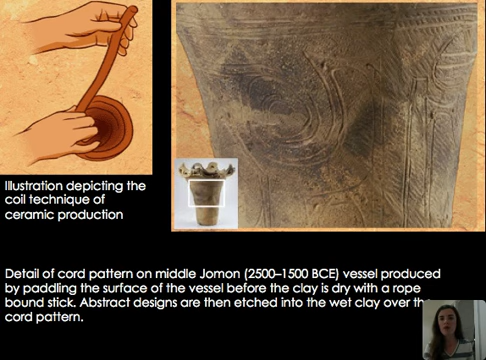 Illustration depicting the
coil technique of
ceramic production
Detail of cord pattern on middle Jomon (2500–1500 BCE) vessel produced
by paddling the surface of the vessel before the clay is dry with a rope
bound stick. Abstract designs are then etched into the wet clay over
cord pattern.